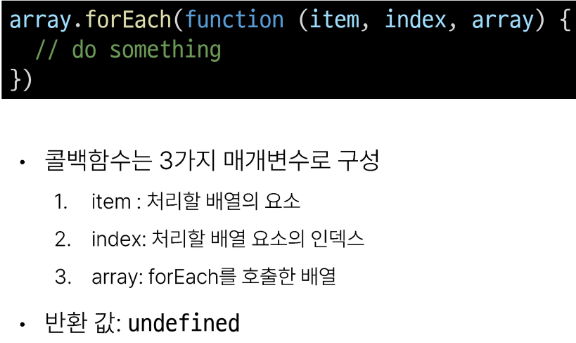 array.forEach(function (item, index, array) {
  // do something
})
• 콜백함수는 3가지 매개변수로 구성
1. item : 처리할 배열의 요소
2. index: 처리할 배열 요소의 인덱스
3. array: forEach를 호출한 배열
• 반환 값: undefined